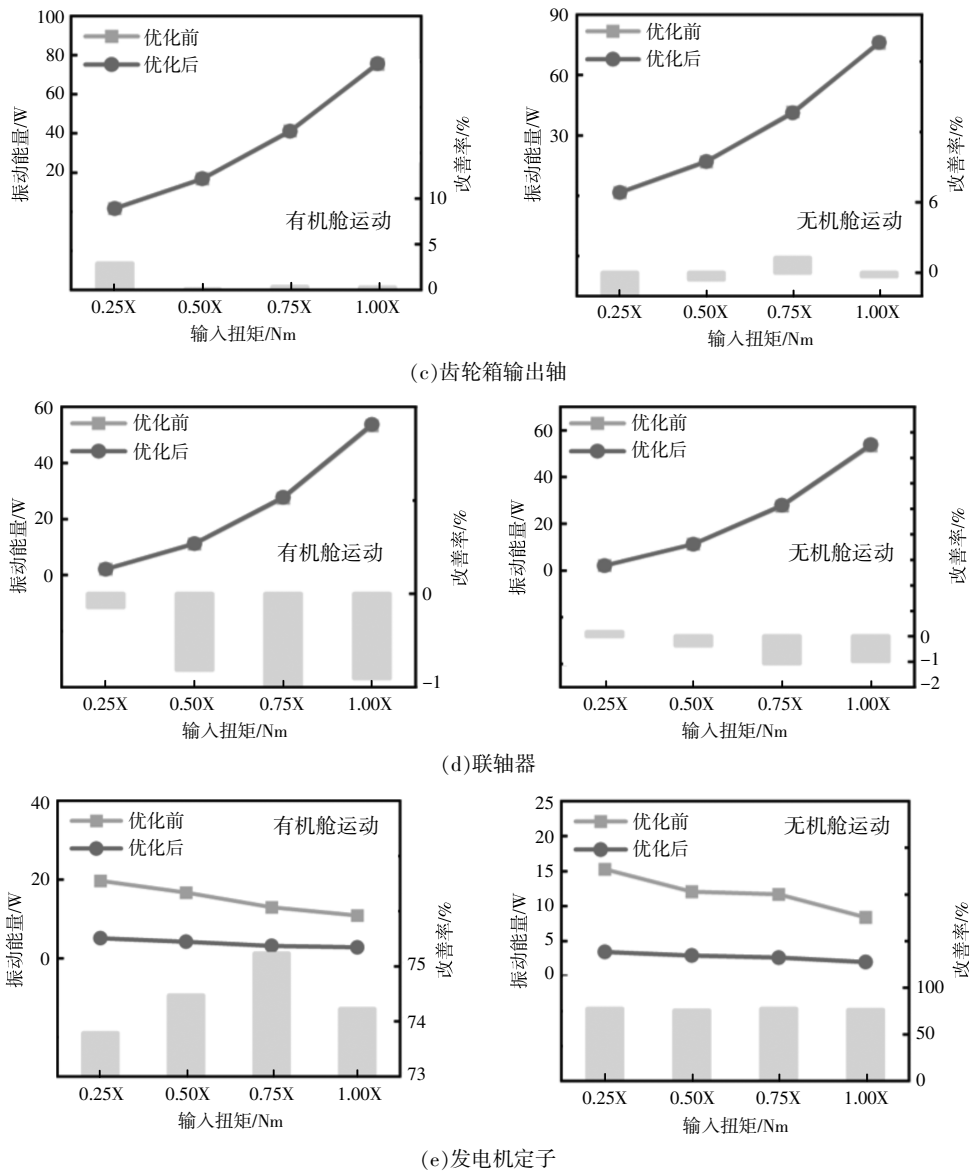 100
80
60
40
20
振动能量/W
优化前
优化后
有机舱运动
10
5
0
改善率/%
0.25X 0.50X 0.75X 1.00X
输入扭矩/Nm
90
60
30
振动能量/W
优化前
优化后
无机舱运动
6
0
改善率/%
0.25X 0.50X 0.75X 1.00X
输入扭矩/Nm
(c)齿轮箱输出轴
60
40
20
0
振动能量/W
优化前
优化后
有机舱运动
0
-1
改善率/%
0.25X 0.50X 0.75X 1.00X
输入扭矩/Nm
60
40
20
0
振动能量/W
优化前
优化后
无机舱运动
0
-1
-2
改善率/%
0.25X 0.50X 0.75X 1.00X
输入扭矩/Nm
(d)联轴器
40
20
0
振动能量/W
优化前
优化后
有机舱运动
75
74
73
改善率/%
0.25X 0.50X 0.75X 1.00X
输入扭矩/Nm
25
20
15
10
5
0
振动能量/W
优化前
优化后
无机舱运动
100
50
0
改善率/%
0.25X 0.50X 0.75X 1.00X
输入扭矩/Nm
(e)发电机定子